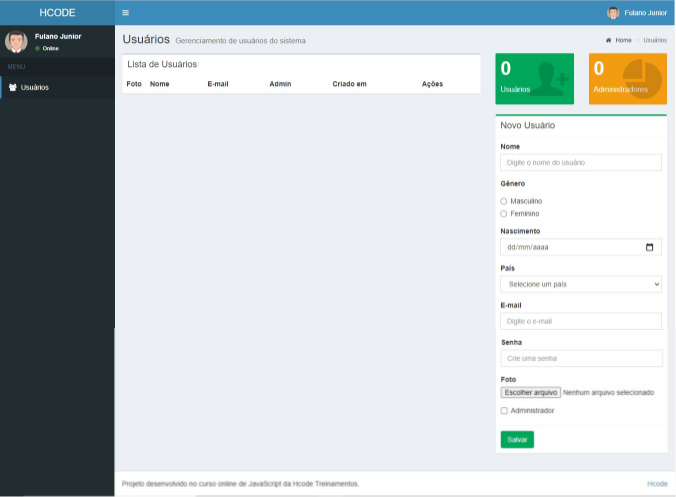 HCODE
Fulano Junior
Fulano Junior
Online
MENU
Usuários
Usuários Gerenciamento de usuários do sistema
Home > Usuários
Lista de Usuários
Foto Nome E-mail Admin Criado em Ações
0
Usuários
0
Administradores
Novo Usuário
Nome
Digite o nome do usuário
Gênero
Masculino
Feminino
Nascimento
dd/mm/aaaa
País
Selecione um país
E-mail
Digite o e-mail
Senha
Crie uma senha
Foto
Escolher arquivo Nenhum arquivo selecionado
Administrador
Salvar
Projeto desenvolvido no curso online de JavaScript da Hcode Treinamentos
Hcode